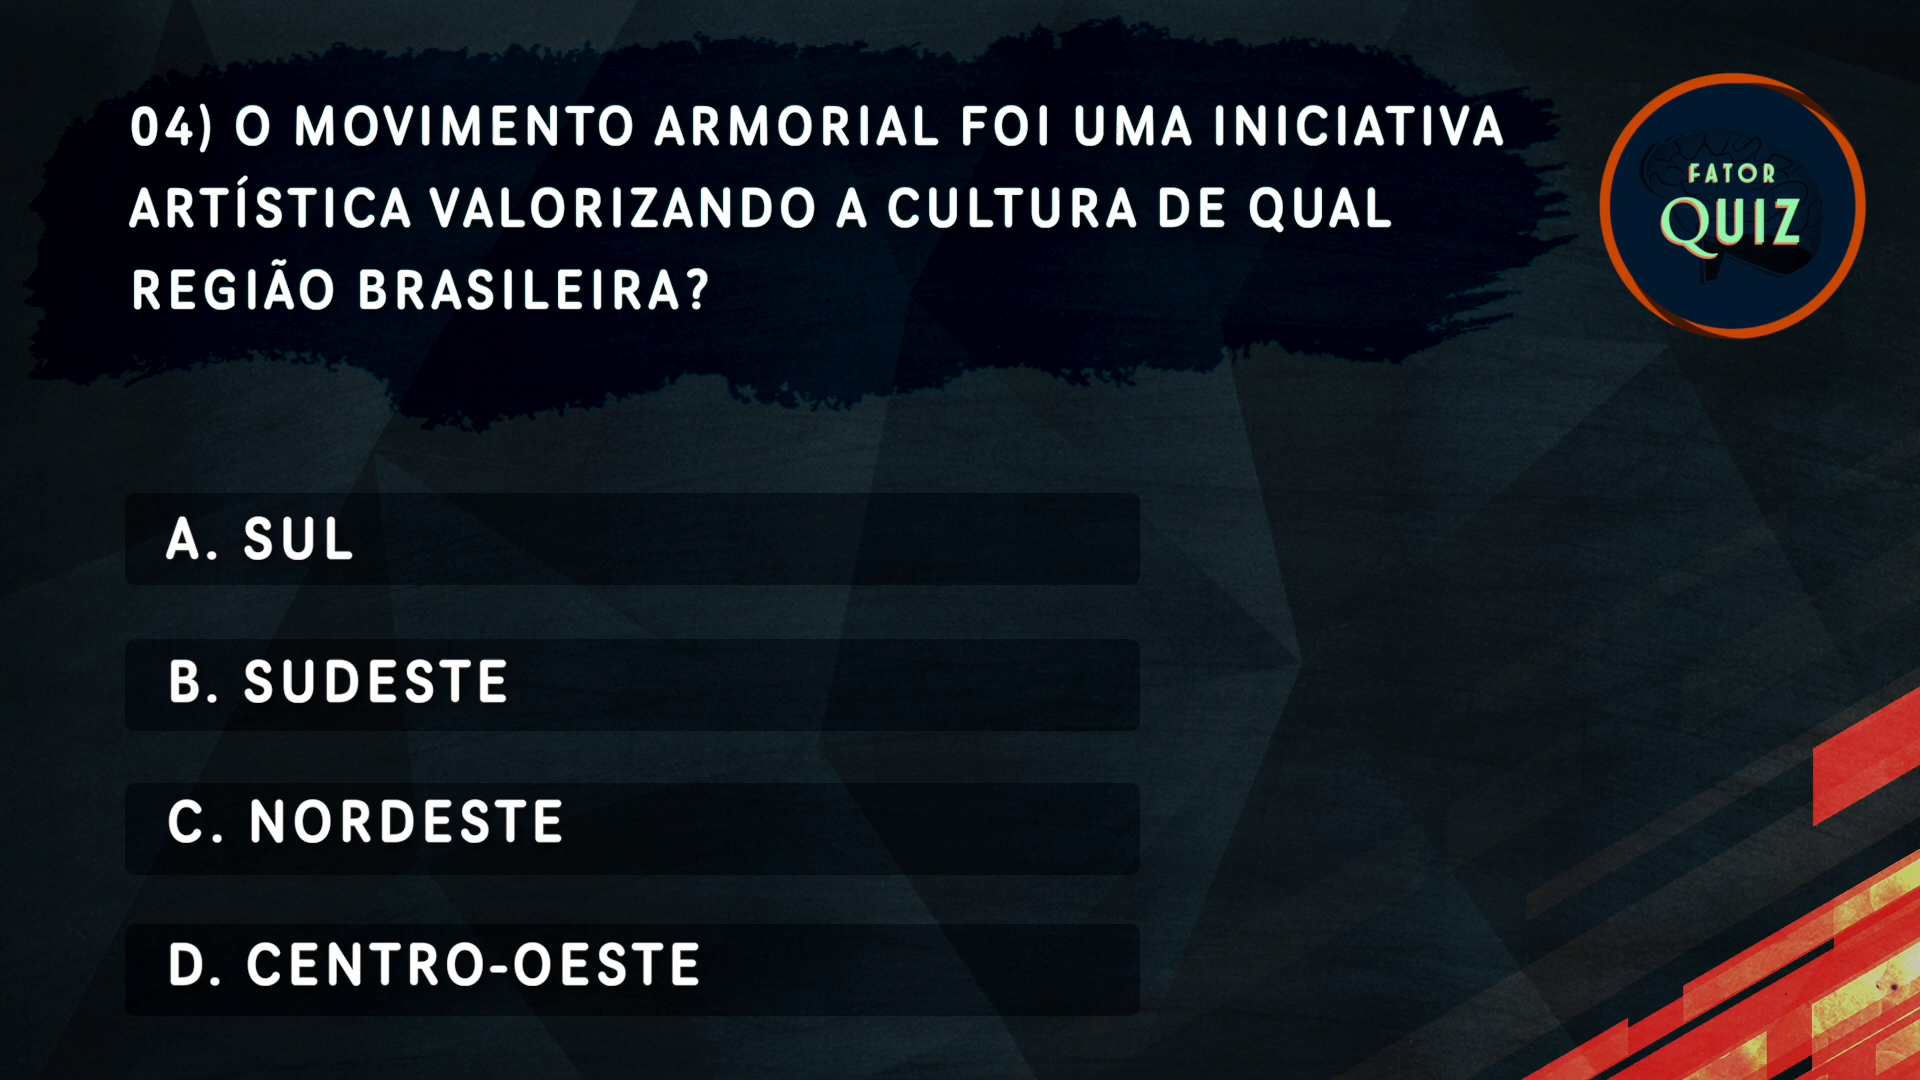 04) O MOVIMENTO ARMORIAL FOI UMA INICIATIVA
ARTÍSTICA VALORIZANDO A CULTURA DE QUAL
REGIÃO BRASILEIRA?
FATOR
QUIZ
A. SUL
B. SUDESTE
C. NORDESTE
D. CENTRO-OESTE